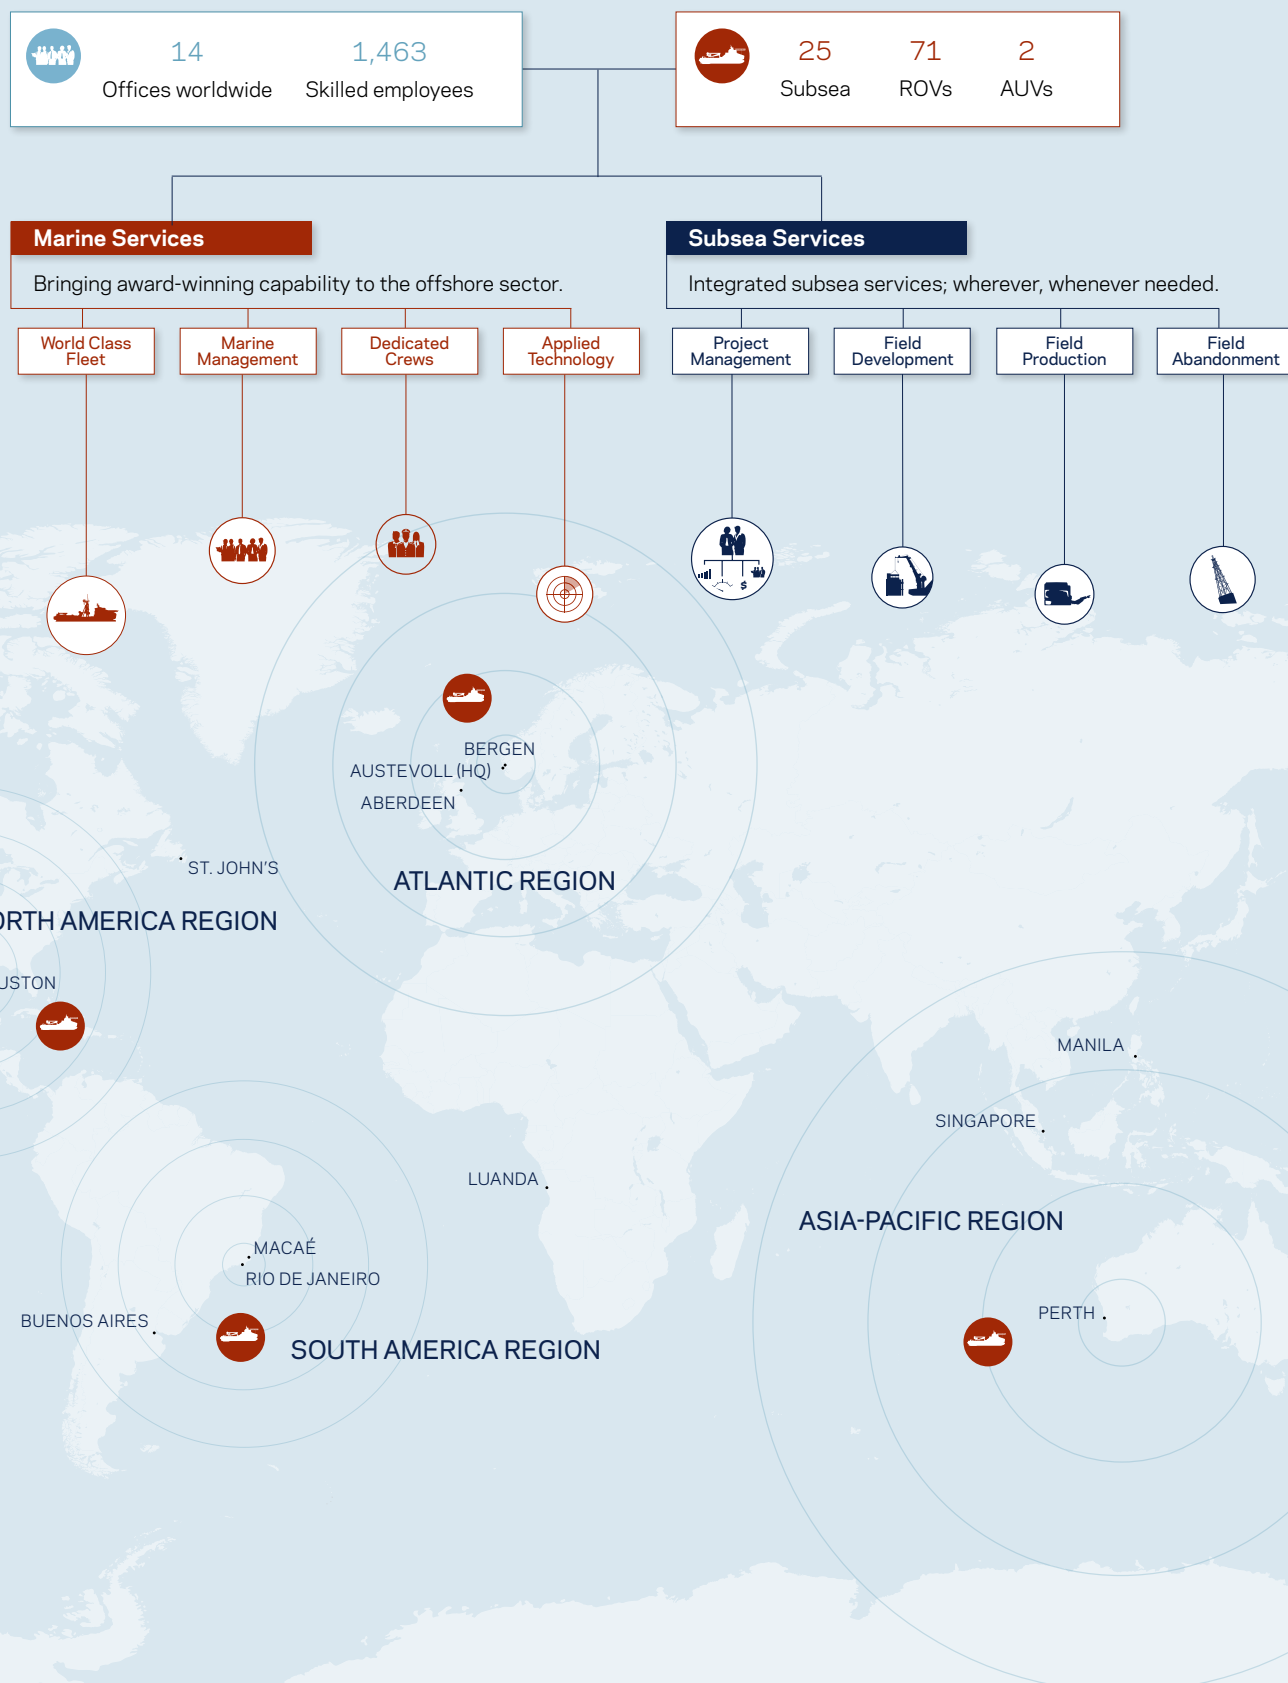 14
Offices worldwide
1,463
Skilled employees
25
Subsea
71
ROVs
2
AUVs
Marine Services
Bringing award-winning capability to the offshore sector.
World Class
Fleet
Marine
Management
Dedicated
Crews
Applied
Technology
Subsea Services
Integrated subsea services; wherever, whenever needed.
Project
Management
Field
Development
Field
Production
Field
Abandonment
$
BERGEN
AUSTEVOLL (HQ)
ABERDEEN
ST. JOHN'S
ATLANTIC REGION
ORTH AMERICA REGION
USTON
MANILA
SINGAPORE
LUANDA
ASIA-PACIFIC REGION
MACAÉ
RIO DE JANEIRO
PERTH
BUENOS AIRES
SOUTH AMERICA REGION